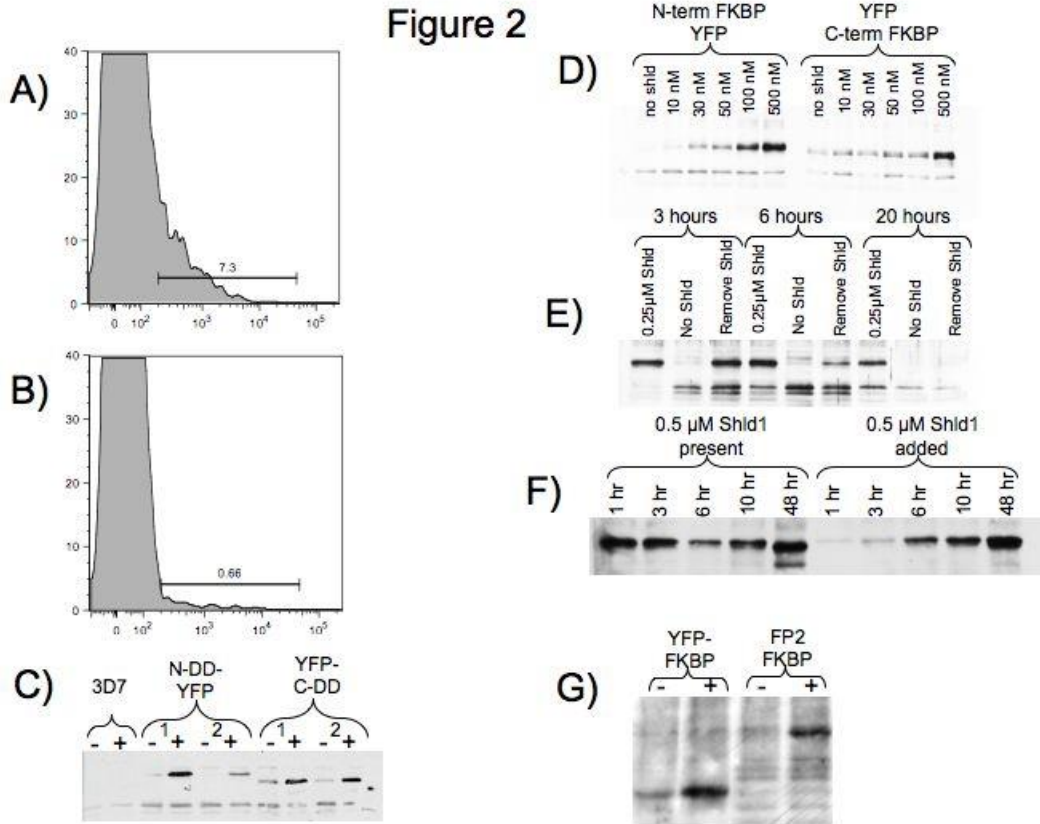 Figure 2
A)
40
30
20
10
0
7.3
0 10² 10³ 10⁴ 10⁵
B)
40
30
20
10
0
0.66
0 10² 10³ 10⁴ 10⁵
C)
3D7
N-DD-
YFP
YFP-
C-DD
1 2 1 2
- + - + - + - + - +
D)
N-term FKBP
YFP
YFP
C-term FKBP
no shld
10 nM
30 nM
50 nM
100 nM
500 nM
no shld
10 nM
30 nM
50 nM
100 nM
500 nM
E)
3 hours
6 hours
20 hours
0.25µM Shld
No Shld
Remove Shld
0.25µM Shld
No Shld
Remove Shld
0.25µM Shld
No Shld
Remove Shld
F)
0.5 µM Shld1
present
0.5 µM Shld1
added
1 hr
3 hr
6 hr
10 hr
48 hr
1 hr
3 hr
6 hr
10 hr
48 hr
G)
YFP-
FKBP
FP2
FKBP
- + - +